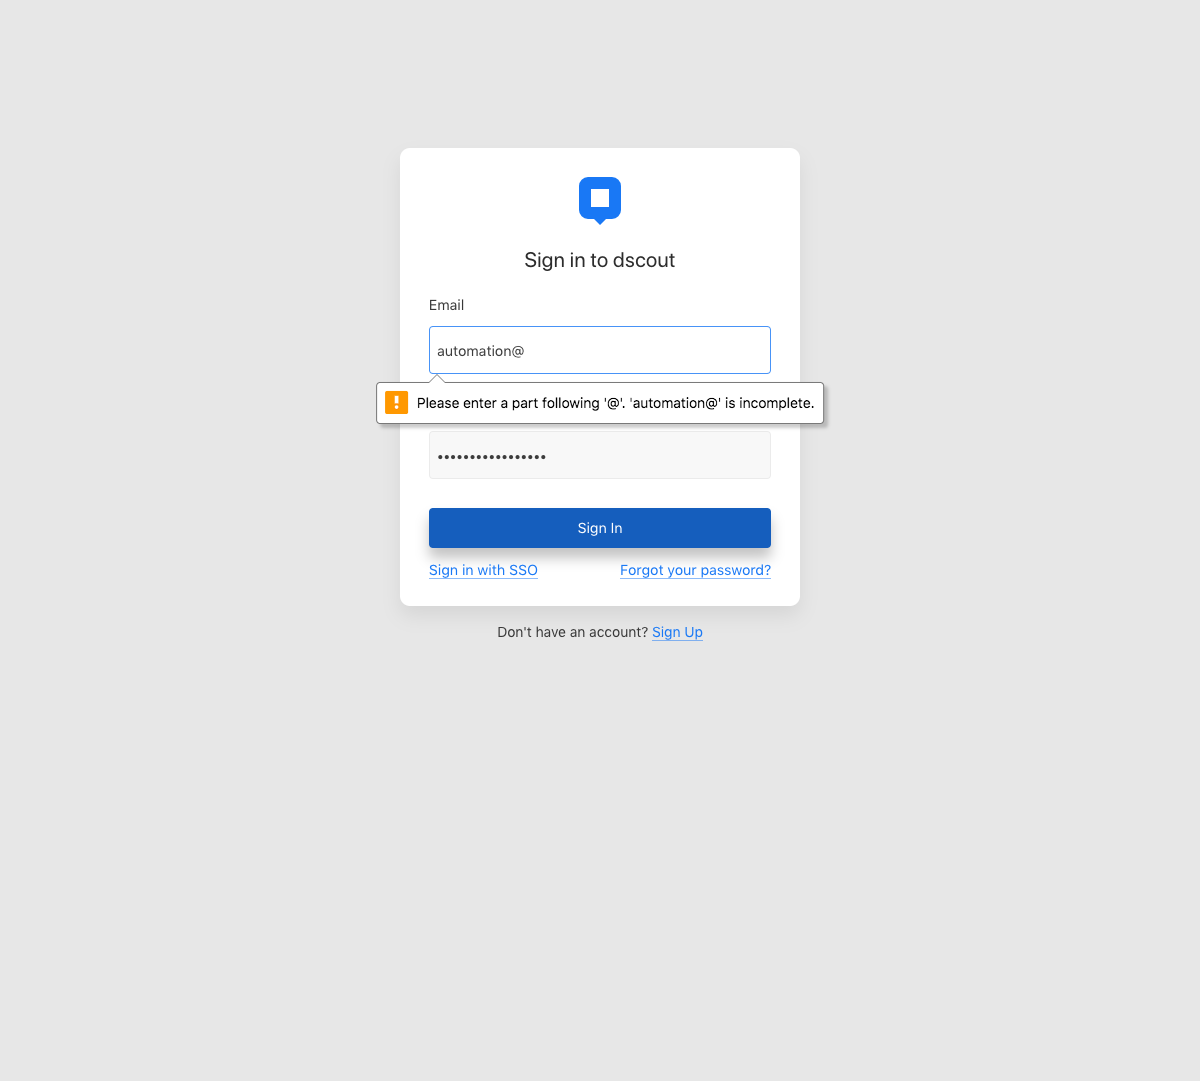 Sign in to dscout
Email
automation@
Please enter a part following '@'. 'automation@' is incomplete.
•••••••••••••••••
Sign In
Sign in with SSO
Forgot your password?
Don't have an account? Sign Up